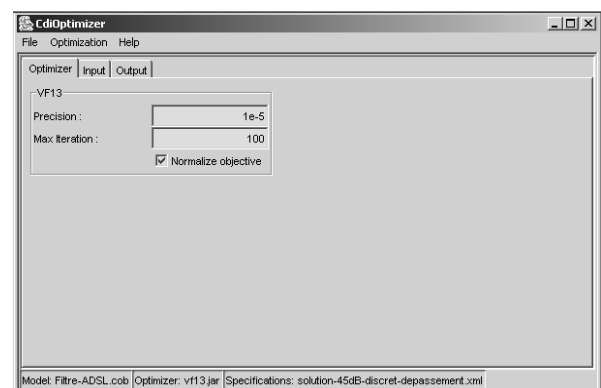 CdiOptimizer
File Optimization Help
Optimizer Input Output
VF13
Precision : 1e-5
Max Iteration : 100
Normalize objective
Model: Filtre-ADSL.cob Optimizer: vf13.jar Specifications: solution-45dB-discret-depassement.xml